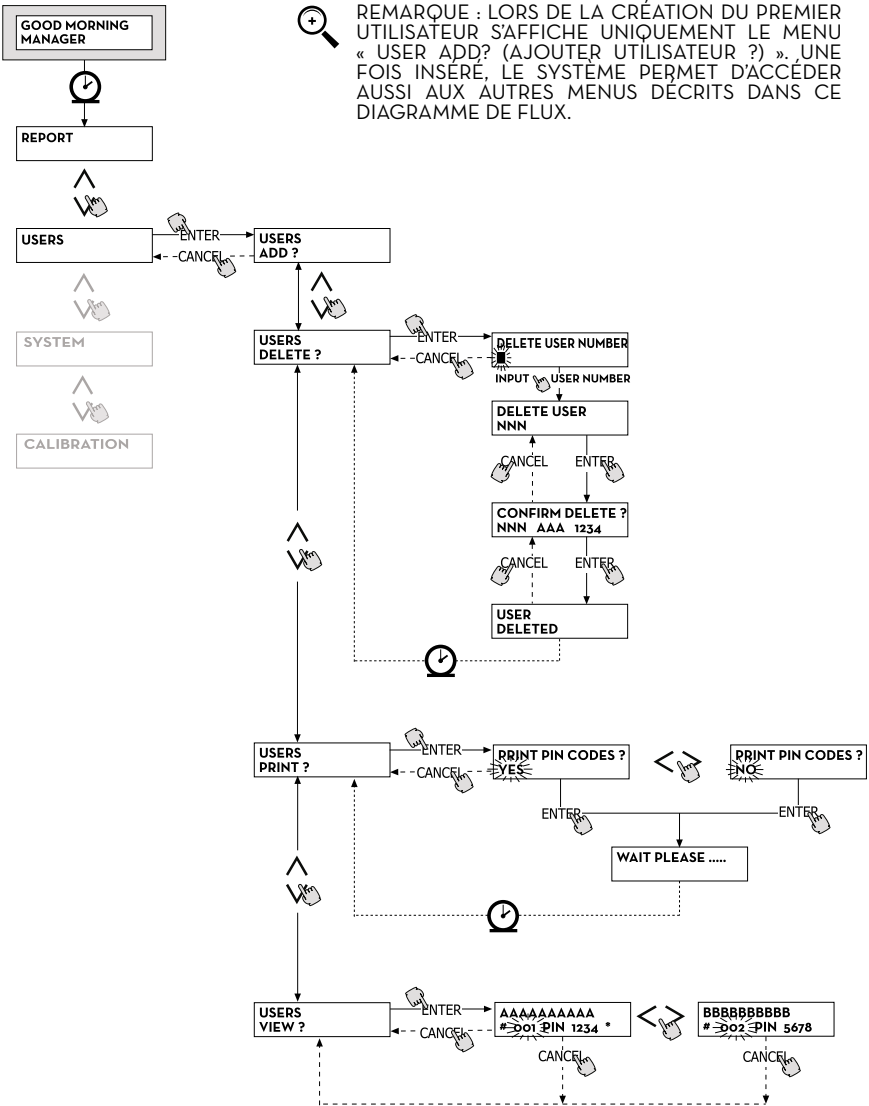 GOOD MORNING
MANAGER
REMARQUE : LORS DE LA CRÉATION DU PREMIER
UTILISATEUR S'AFFICHE UNIQUEMENT LE MENU
« USER ADD? (AJOUTER UTILISATEUR ?) ». UNE
FOIS INSÉRÉ, LE SYSTÈME PERMET D'ACCÉDER
AUSSI AUX AUTRES MENUS DÉCRITS DANS CE
DIAGRAMME DE FLUX.
REPORT
USERS
ENTER
CANCEL
USERS
ADD ?
SYSTEM
CALIBRATION
USERS
DELETE ?
ENTER
CANCEL
DELETE USER NUMBER
INPUT USER NUMBER
DELETE USER
NNN
CANCEL ENTER
CONFIRM DELETE ?
NNN AAA 1234
CANCEL ENTER
USER
DELETED
USERS
PRINT ?
ENTER
CANCEL
PRINT PIN CODES ?
YES
PRINT PIN CODES ?
NO
ENTER
ENTER
WAIT PLEASE .....
USERS
VIEW ?
ENTER
CANCEL
AAAAAAAAAA
# 001 PIN 1234 *
BBBBBBBBBB
# 002 PIN 5678
CANCEL
CANCEL